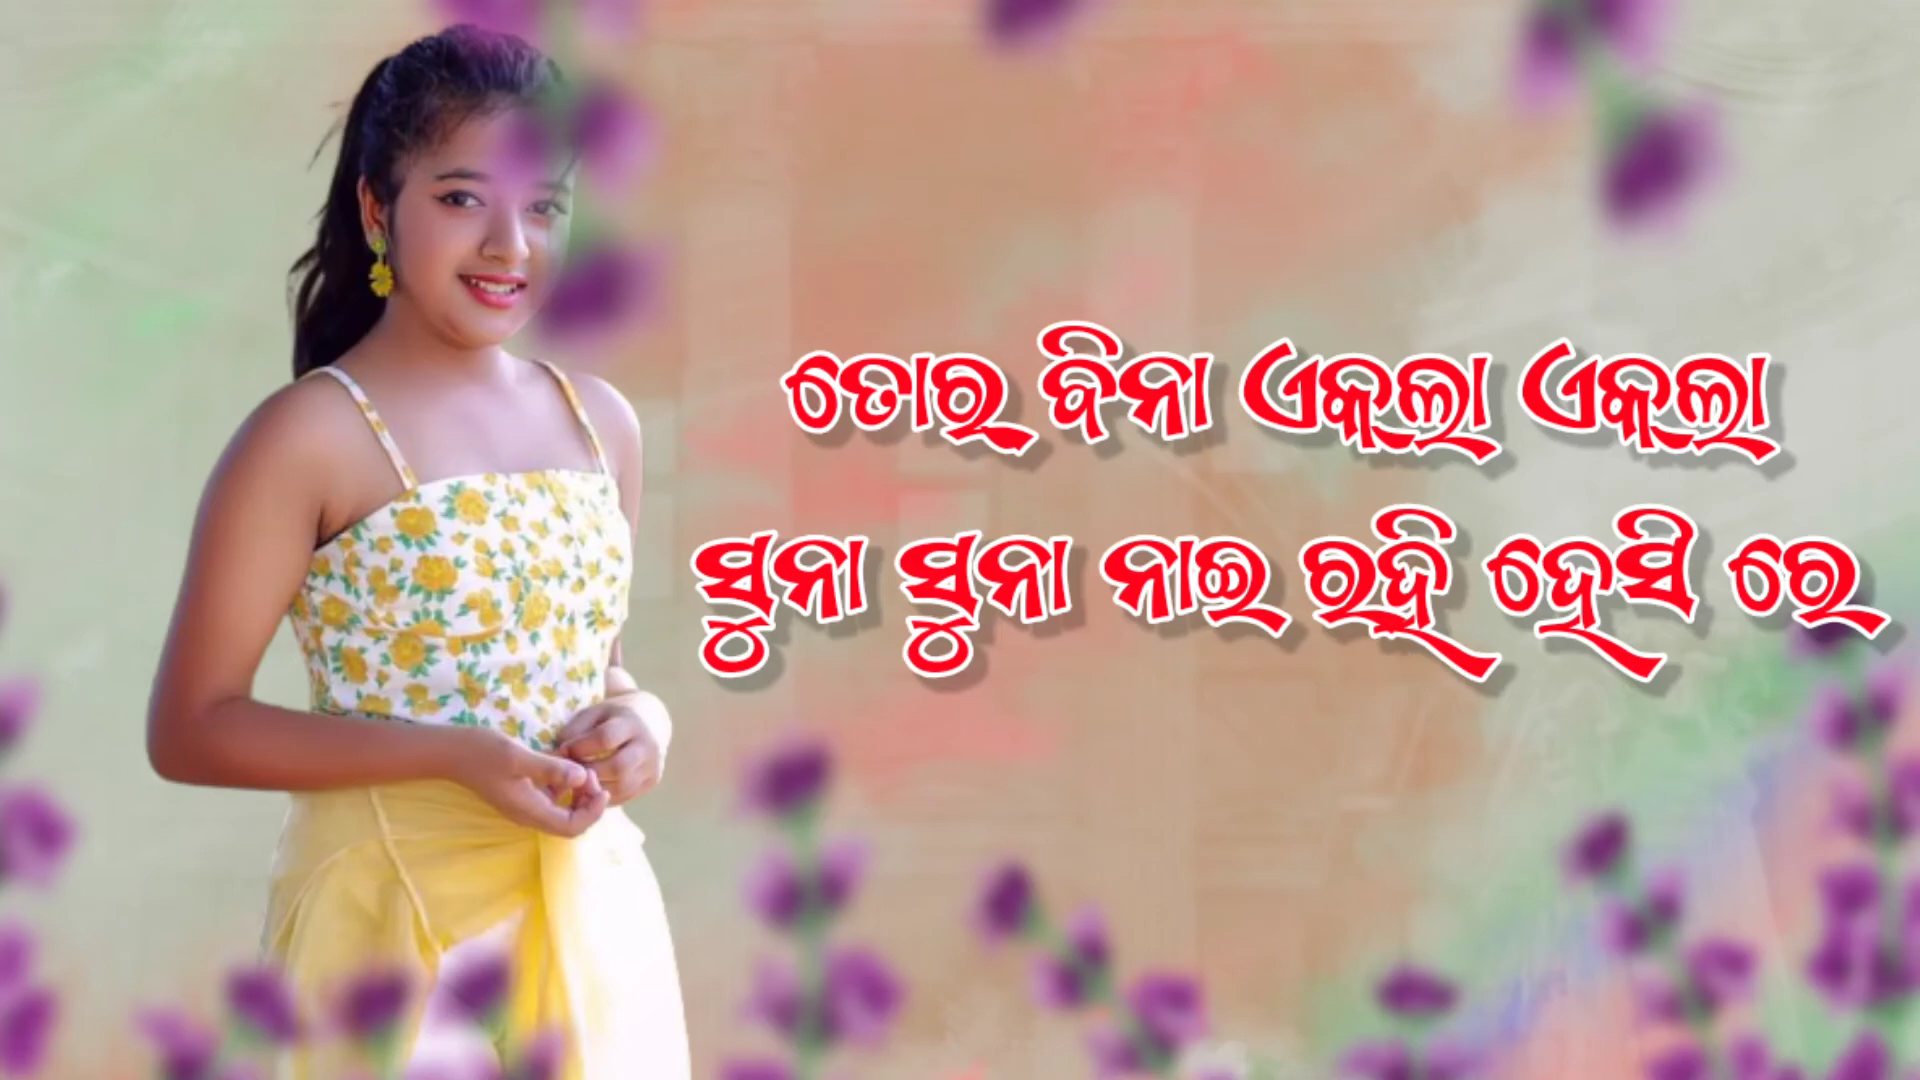 ତୋର୍ ବିନା ଏକ୍‌ଲା ଏକ୍‌ଲା
ସୁନା ସୁନା ନାଇ ରହି ହେସି ରେ